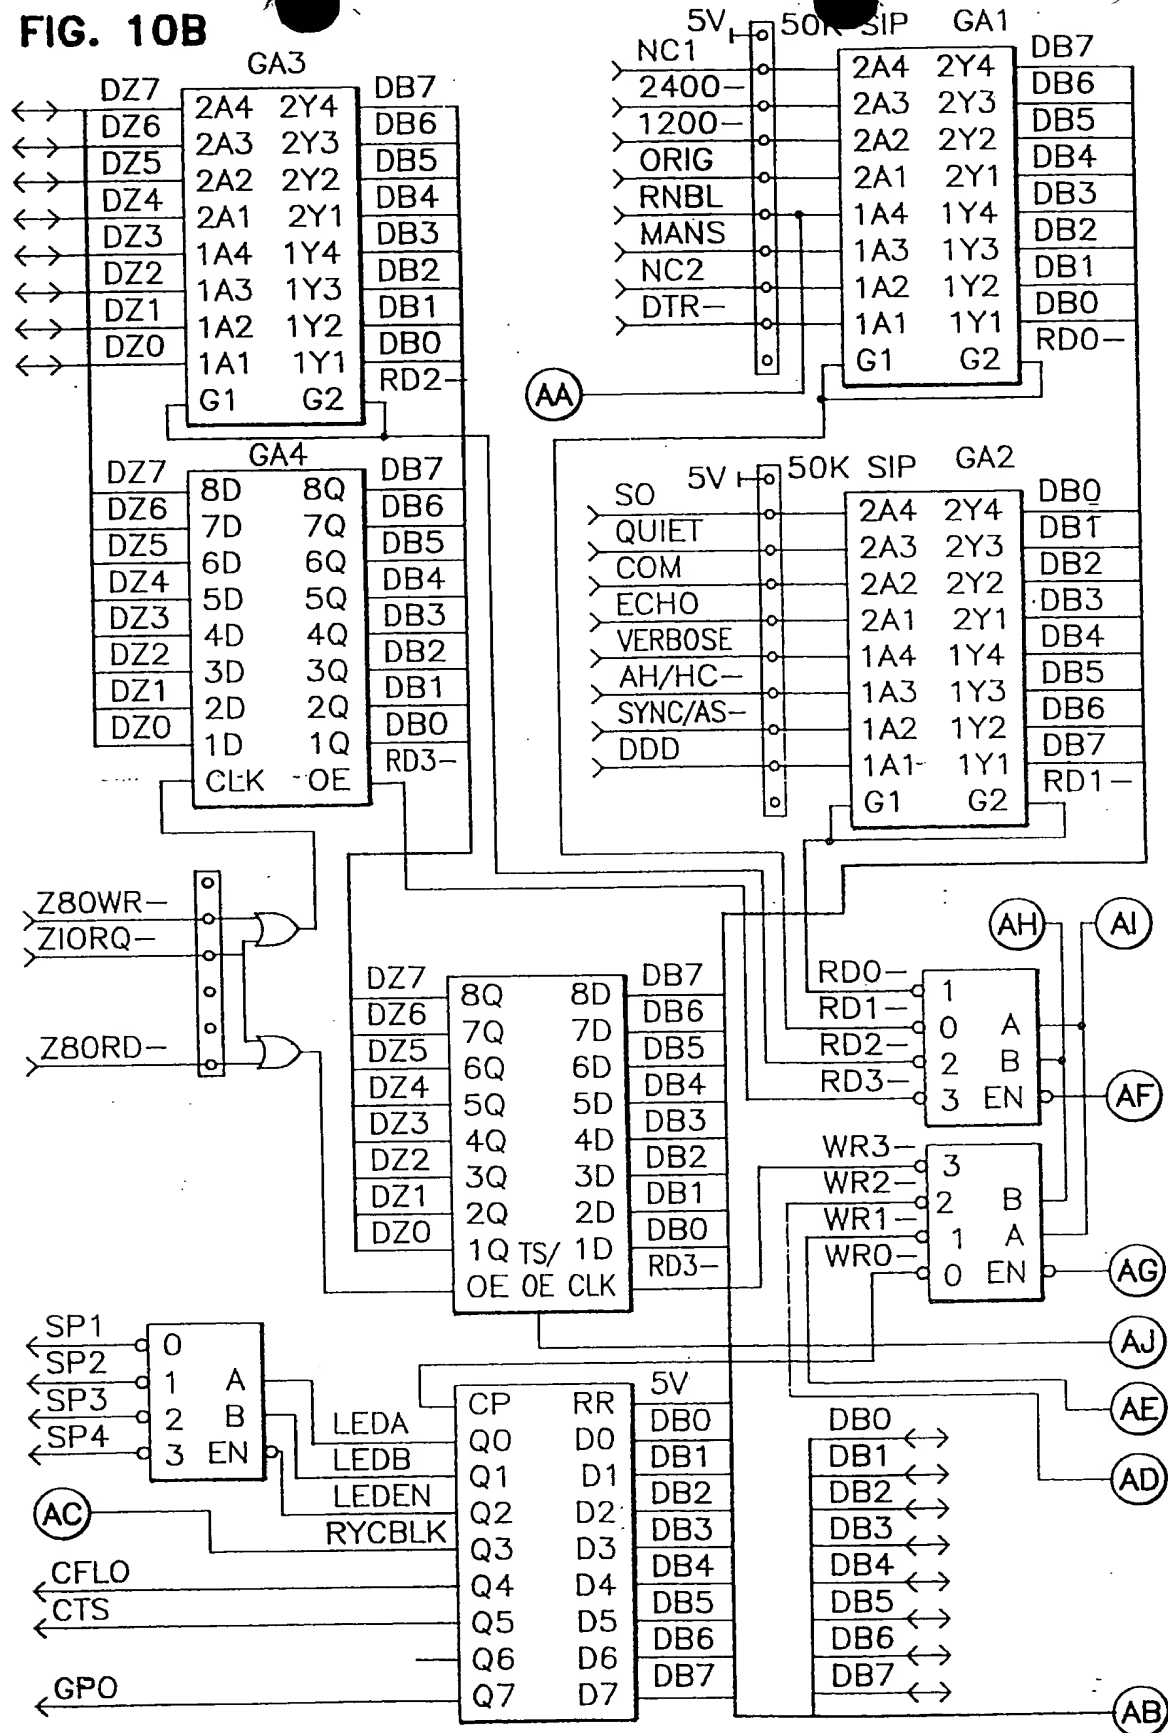 FIG. 10B
GA3
DZ7 2A4 2Y4 DB7
DZ6 2A3 2Y3 DB6
DZ5 2A2 2Y2 DB5
DZ4 2A1 2Y1 DB4
DZ3 1A4 1Y4 DB3
DZ2 1A3 1Y3 DB2
DZ1 1A2 1Y2 DB1
DZ0 1A1 1Y1 DB0
G1 G2 RD2-
5V 50K SIP GA1
NC1 2A4 2Y4 DB7
2400- 2A3 2Y3 DB6
1200- 2A2 2Y2 DB5
ORIG 2A1 2Y1 DB4
RNBL 1A4 1Y4 DB3
MANS 1A3 1Y3 DB2
NC2 1A2 1Y2 DB1
DTR- 1A1 1Y1 DB0
G1 G2 RD0-
AA
GA4
DZ7 8D 8Q DB7
DZ6 7D 7Q DB6
DZ5 6D 6Q DB5
DZ4 5D 5Q DB4
DZ3 4D 4Q DB3
DZ2 3D 3Q DB2
DZ1 2D 2Q DB1
DZ0 1D 1Q DB0
CLK OE RD3-
5V 50K SIP GA2
SO 2A4 2Y4 DB0
QUIET 2A3 2Y3 DB1
COM 2A2 2Y2 DB2
ECHO 2A1 2Y1 DB3
VERBOSE 1A4 1Y4 DB4
AH/HC- 1A3 1Y3 DB5
SYNC/AS- 1A2 1Y2 DB6
DDD 1A1 1Y1 DB7
G1 G2 RD1-
Z80WR-
ZIORQ-
Z80RD-
AH AI
RD0- 1
RD1- 0 A
RD2- 2 B
RD3- 3 EN AF
DZ7 8Q 8D DB7
DZ6 7Q 7D DB6
DZ5 6Q 6D DB5
DZ4 5Q 5D DB4
DZ3 4Q 4D DB3
DZ2 3Q 3D DB2
DZ1 2Q 2D DB1
DZ0 1Q TS/ 1D DB0
OE OE CLK RD3-
WR3- 3
WR2- 2 B
WR1- 1 A
WR0- 0 EN AG
AJ
AE
AD
SP1 0
SP2 1 A
SP3 2 B
SP4 3 EN
CP RR 5V
LEDA Q0 D0 DB0
LEDB Q1 D1 DB1
LEDEN Q2 D2 DB2
AC RYCBLK Q3 D3 DB3
CFLO Q4 D4 DB4
CTS Q5 D5 DB5
Q6 D6 DB6
GPO Q7 D7 DB7
DB0
DB1
DB2
DB3
DB4
DB5
DB6
DB7
AB